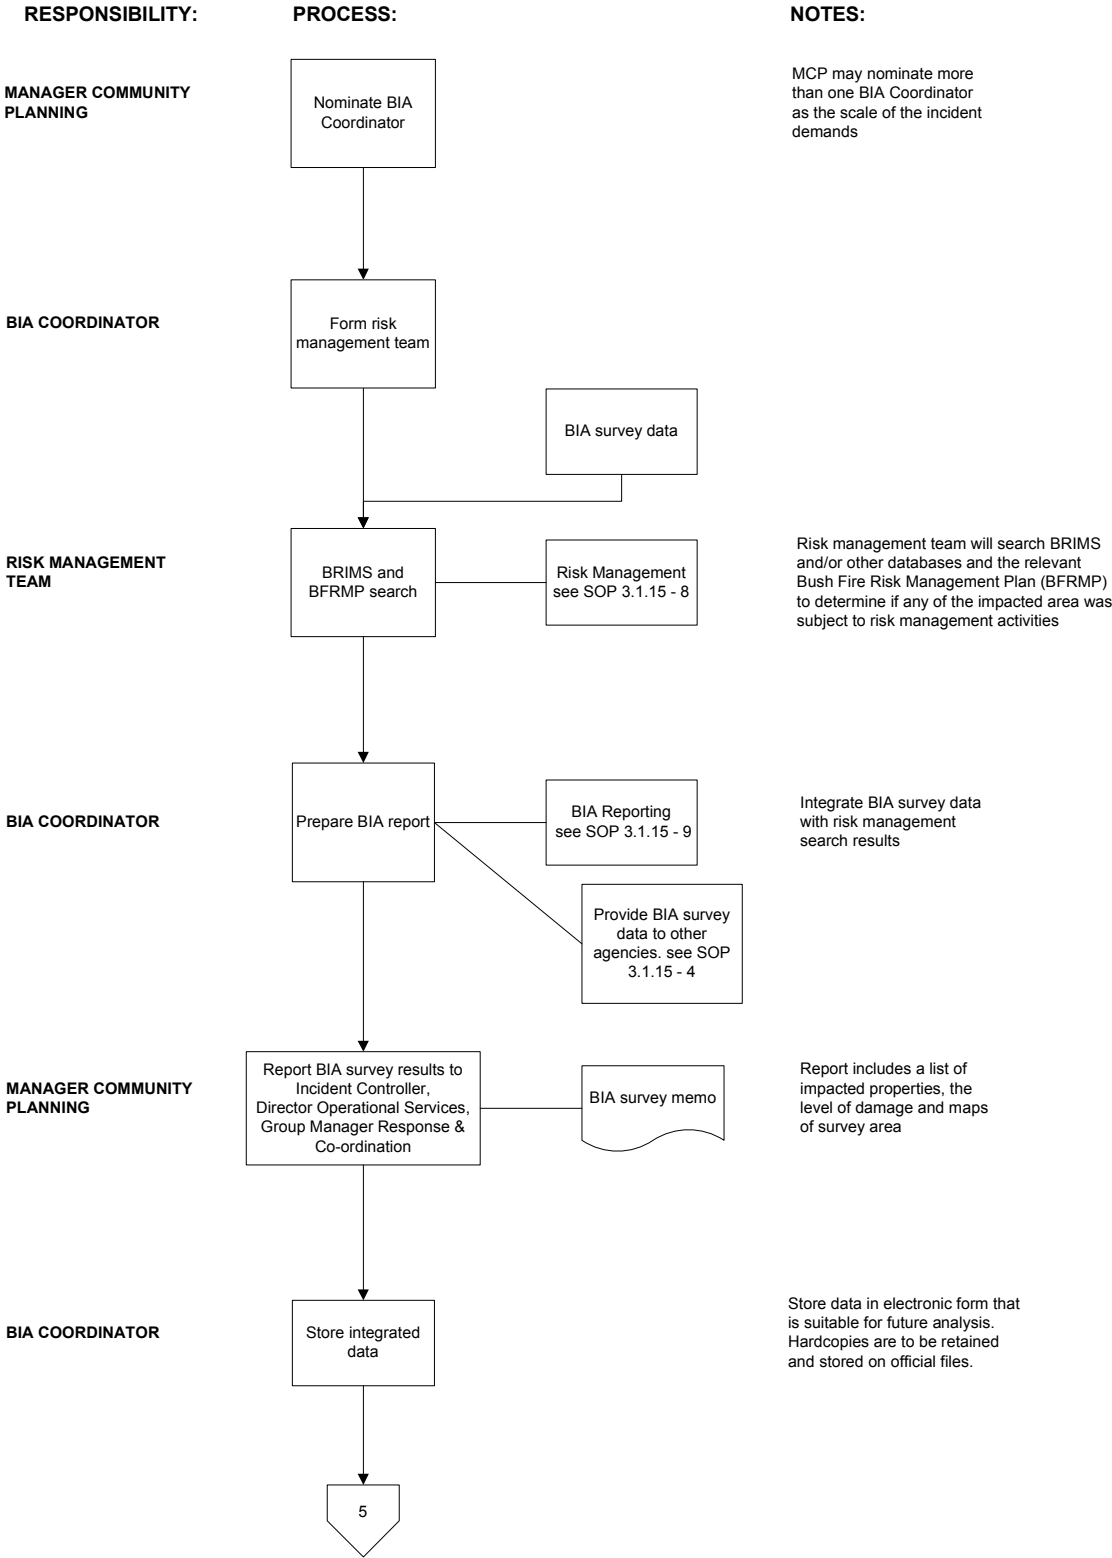 RESPONSIBILITY:
PROCESS:
NOTES:
MANAGER COMMUNITY
PLANNING
Nominate BIA
Coordinator
MCP may nominate more
than one BIA Coordinator
as the scale of the incident
demands
BIA COORDINATOR
Form risk
management team
BIA survey data
RISK MANAGEMENT
TEAM
BRIMS and
BFRMP search
Risk Management
see SOP 3.1.15 - 8
Risk management team will search BRIMS
and/or other databases and the relevant
Bush Fire Risk Management Plan (BFRMP)
to determine if any of the impacted area was
subject to risk management activities
BIA COORDINATOR
Prepare BIA report
BIA Reporting
see SOP 3.1.15 - 9
Integrate BIA survey data
with risk management
search results
Provide BIA survey
data to other
agencies. see SOP
3.1.15 - 4
MANAGER COMMUNITY
PLANNING
Report BIA survey results to
Incident Controller,
Director Operational Services,
Group Manager Response &
Co-ordination
BIA survey memo
Report includes a list of
impacted properties, the
level of damage and maps
of survey area
BIA COORDINATOR
Store integrated
data
Store data in electronic form that
is suitable for future analysis.
Hardcopies are to be retained
and stored on official files.
5